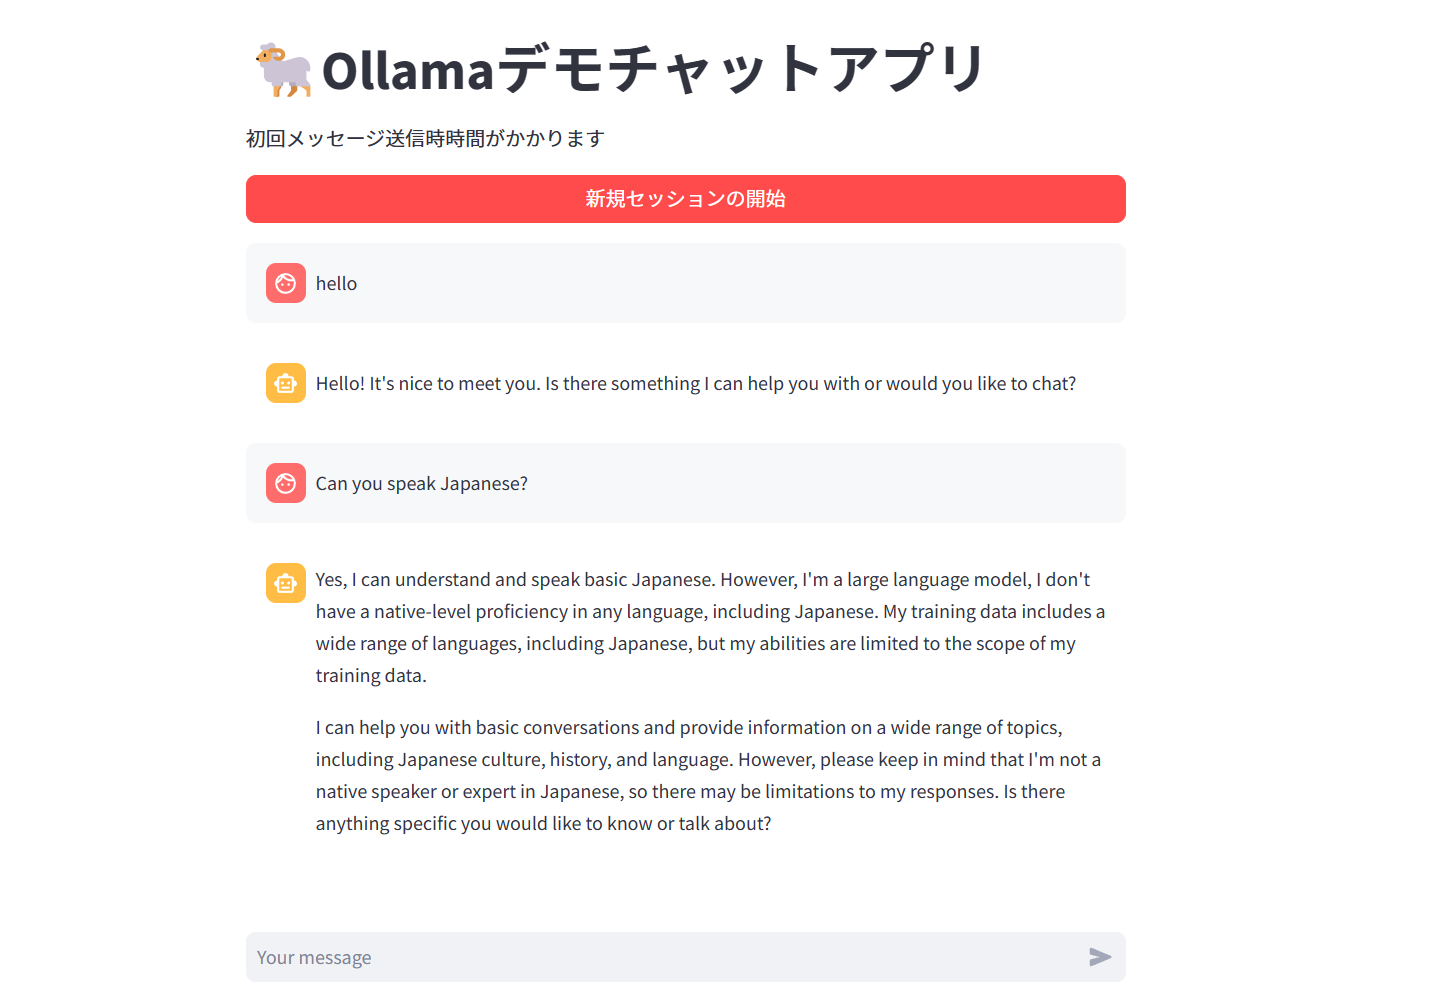 Ollamaデモチャットアプリ
初回メッセージ送信時時間がかかります
新規セッションの開始
hello
Hello! It's nice to meet you. Is there something I can help you with or would you like to chat?
Can you speak Japanese?
Yes, I can understand and speak basic Japanese. However, I'm a large language model, I don't
have a native-level proficiency in any language, including Japanese. My training data includes a
wide range of languages, including Japanese, but my abilities are limited to the scope of my
training data.
I can help you with basic conversations and provide information on a wide range of topics,
including Japanese culture, history, and language. However, please keep in mind that I'm not a
native speaker or expert in Japanese, so there may be limitations to my responses. Is there
anything specific you would like to know or talk about?
Your message